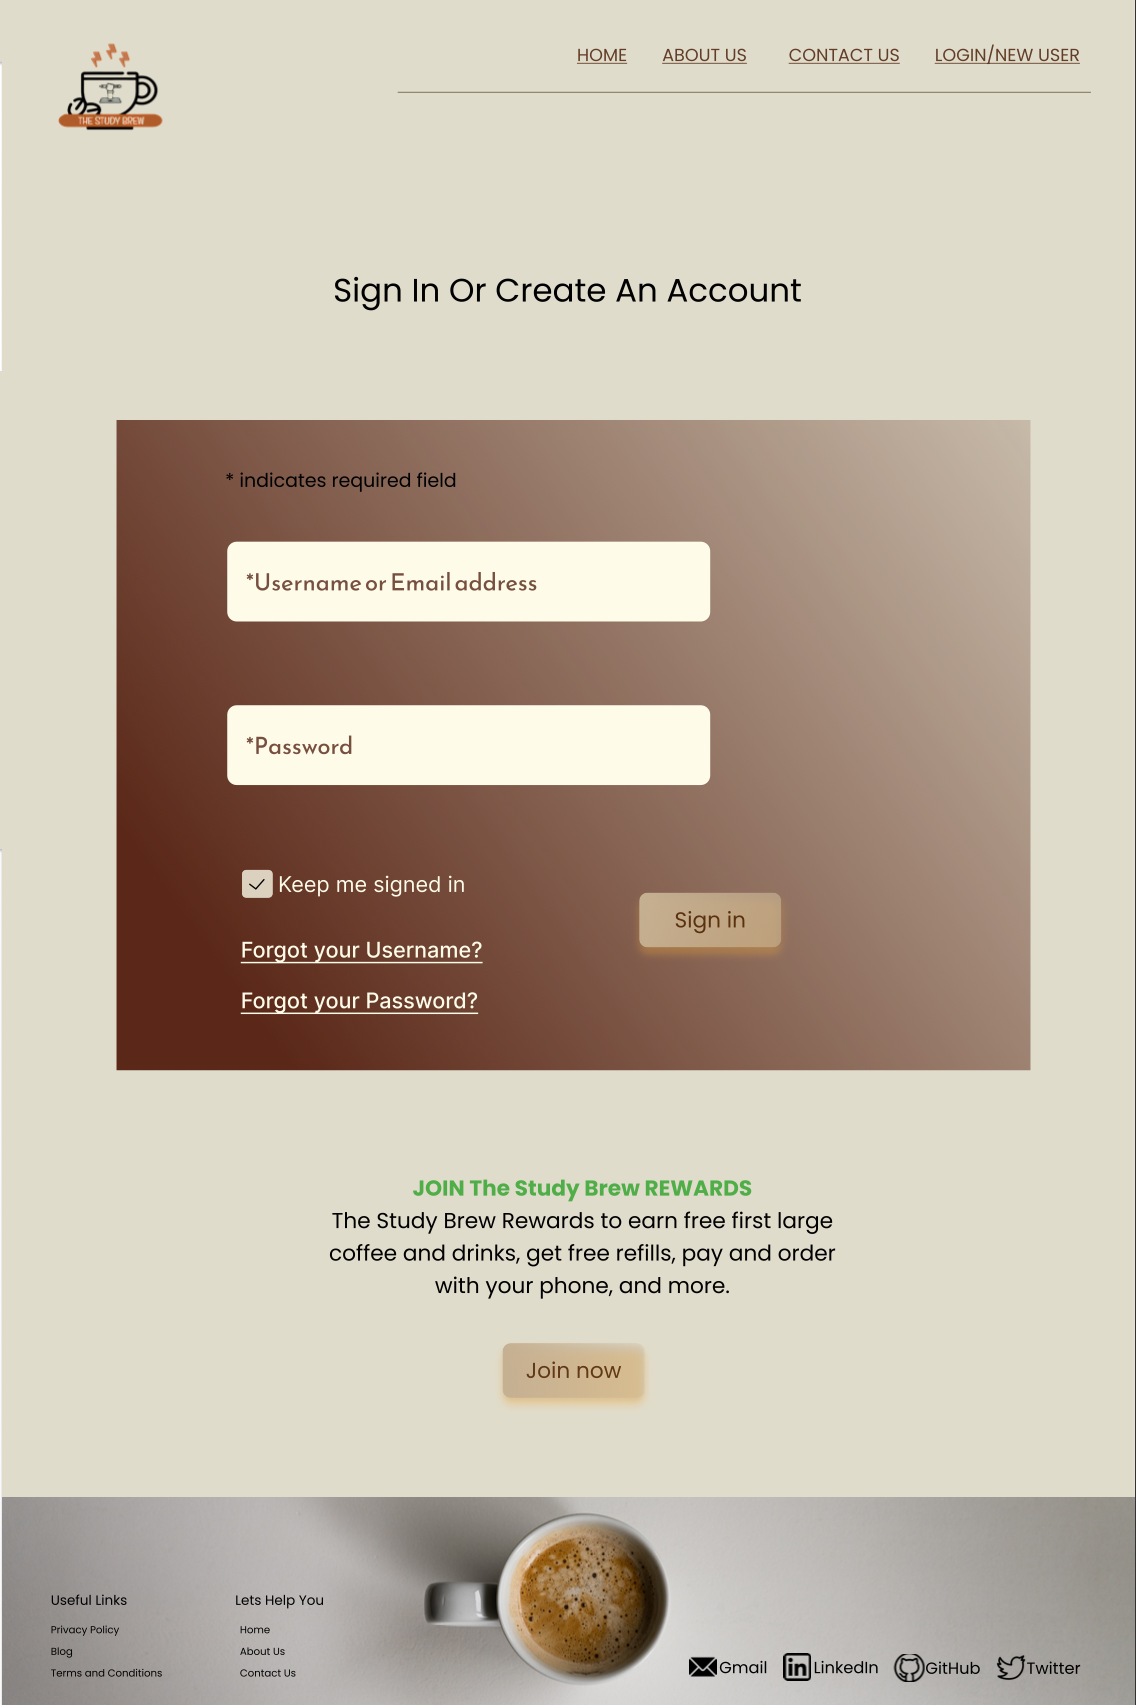 HOME ABOUT US CONTACT US LOGIN/NEW USER
THE STUDY BREW
Sign In Or Create An Account
* indicates required field
*Username or Email address
*Password
Keep me signed in
Sign in
Forgot your Username?
Forgot your Password?
JOIN The Study Brew REWARDS
The Study Brew Rewards to earn free first large
coffee and drinks, get free refills, pay and order
with your phone, and more.
Join now
Useful Links
Privacy Policy
Blog
Terms and Conditions
Lets Help You
Home
About Us
Contact Us
Gmail LinkedIn GitHub Twitter